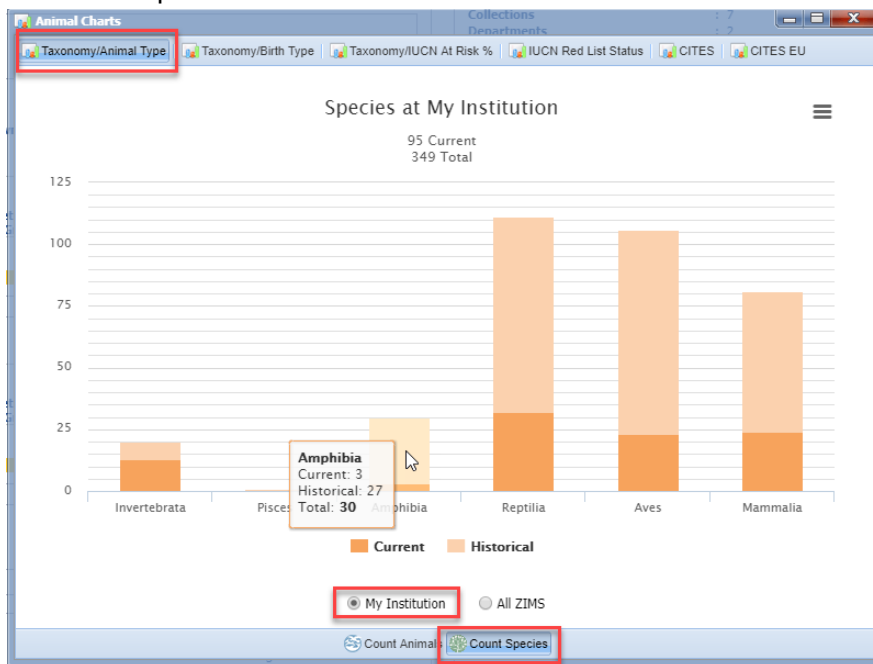 Animal Charts
Collections : 7
Departments : 2
Taxonomy/Animal Type Taxonomy/Birth Type Taxonomy/IUCN At Risk % IUCN Red List Status CITES CITES EU
Species at My Institution
95 Current
349 Total
125
100
75
50
25
0
Amphibia
Current: 3
Historical: 27
Total: 30
Invertebrata Pisces Amphibia Reptilia Aves Mammalia
Current Historical
My Institution All ZIMS
Count Animals Count Species